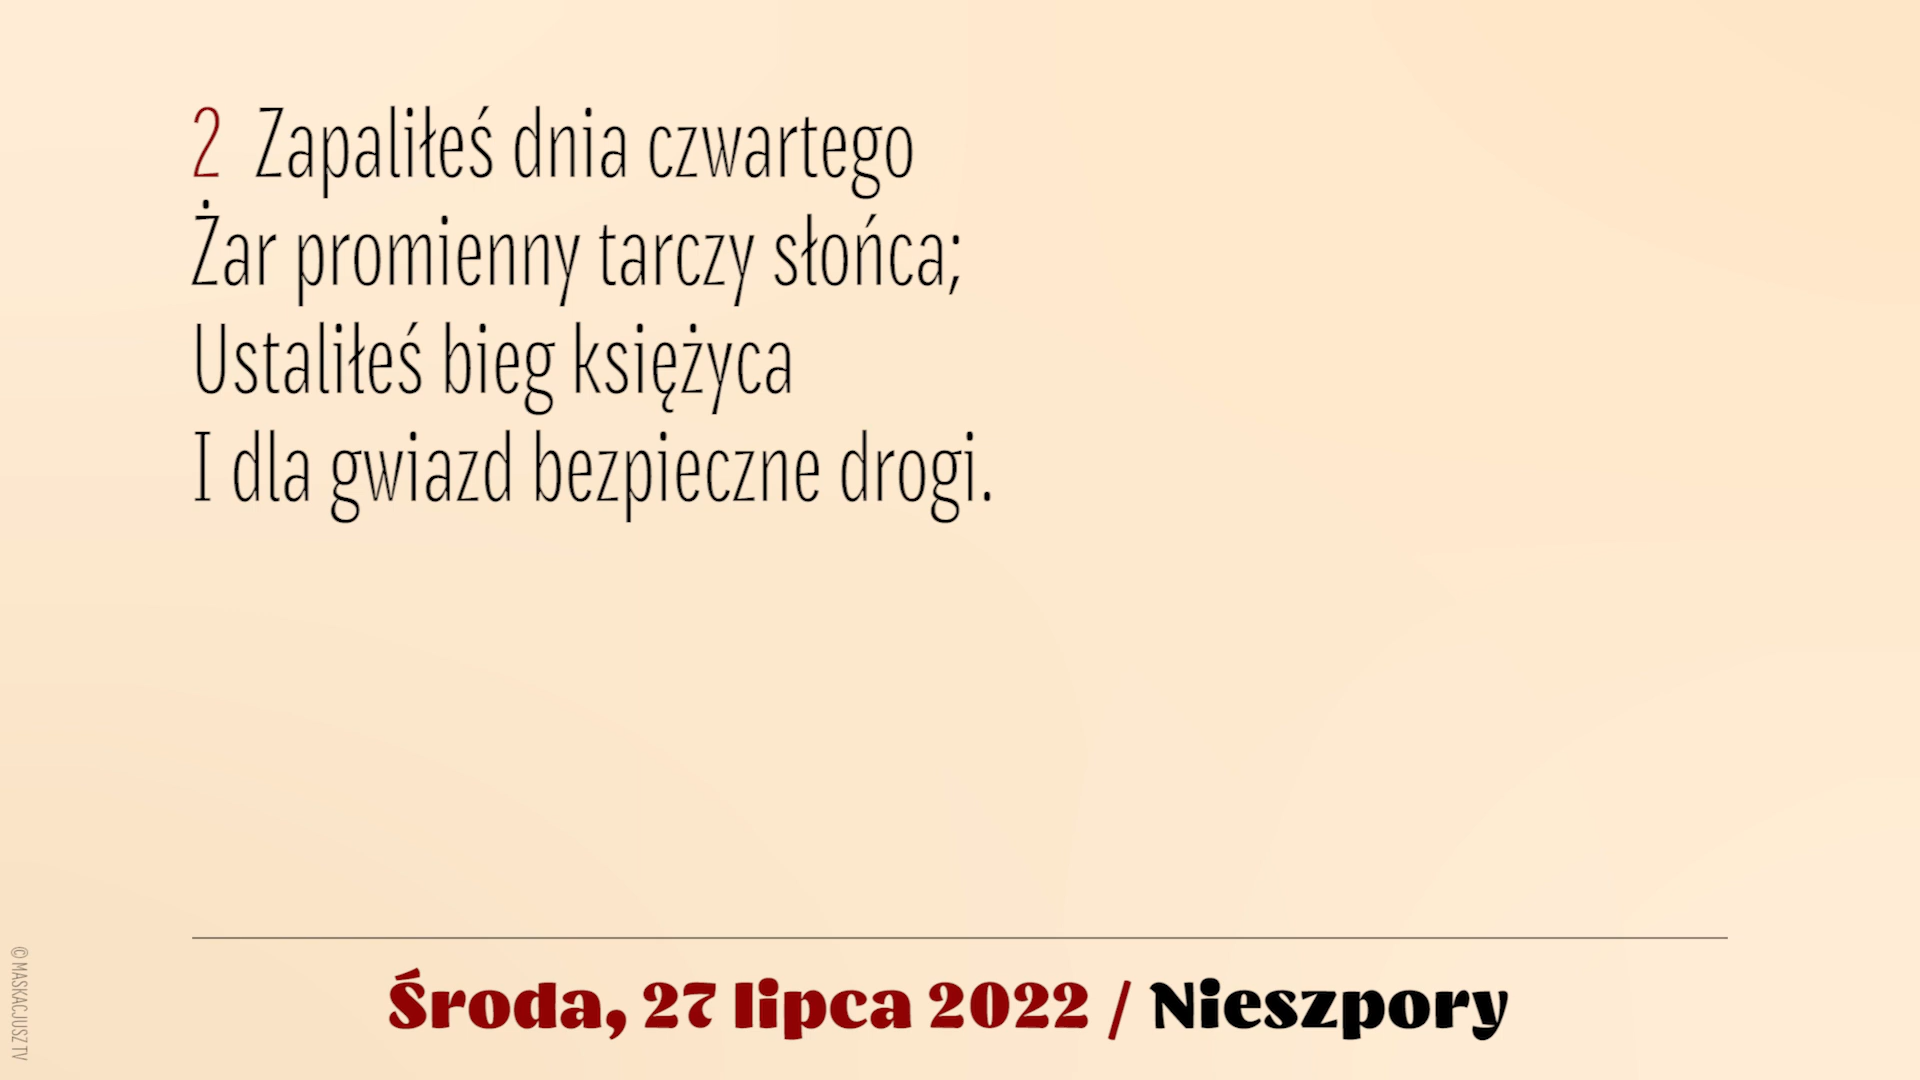 2 Zapaliłeś dnia czwartego
Żar promienny tarczy słońca;
Ustaliłeś bieg księżyca
I dla gwiazd bezpieczne drogi.
Środa, 27 lipca 2022 / Nieszpory
© MASKACJUSZ TV